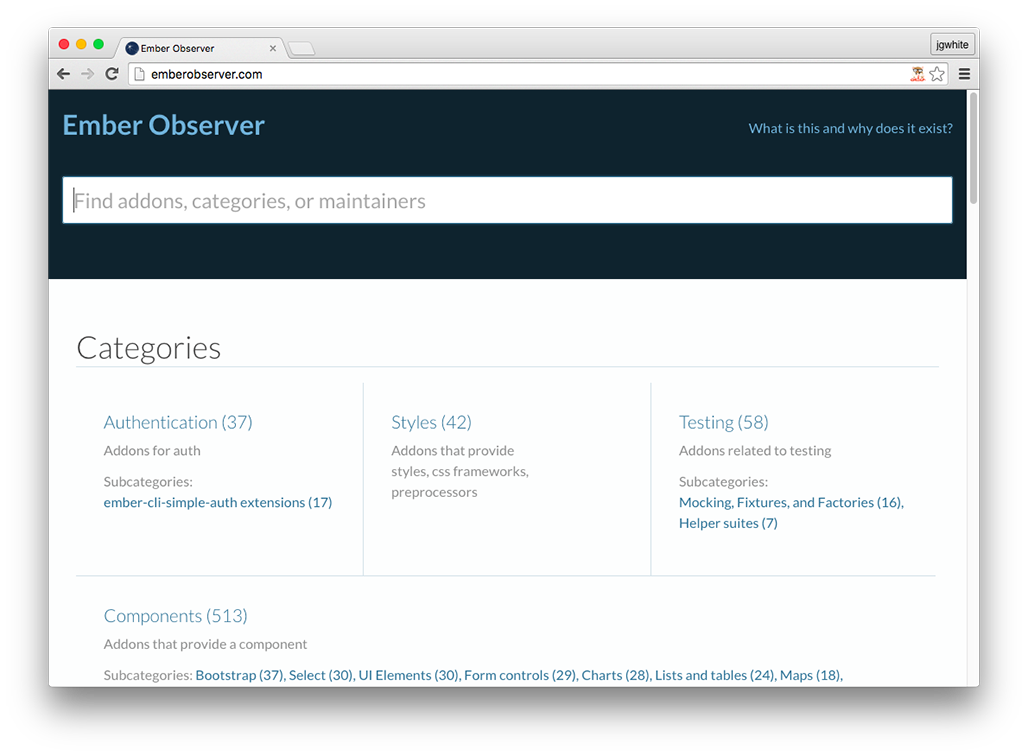 Ember Observer
jgwhite
emberobserver.com
Ember Observer
What is this and why does it exist?
Find addons, categories, or maintainers
Categories
Authentication (37)
Addons for auth
Subcategories:
ember-cli-simple-auth extensions (17)
Styles (42)
Addons that provide
styles, css frameworks,
preprocessors
Testing (58)
Addons related to testing
Subcategories:
Mocking, Fixtures, and Factories (16),
Helper suites (7)
Components (513)
Addons that provide a component
Subcategories: Bootstrap (37), Select (30), UI Elements (30), Form controls (29), Charts (28), Lists and tables (24), Maps (18),